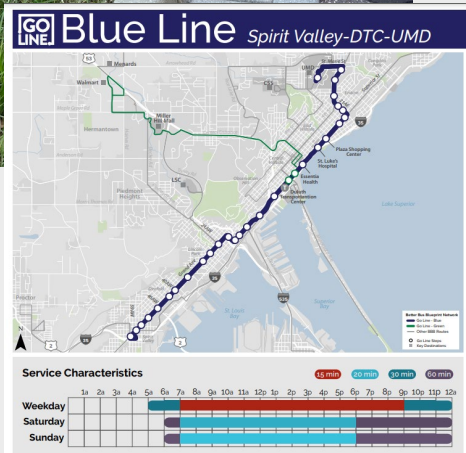 GO LINE Blue Line Spirit Valley-DTC-UMD
53
Menards
Walmart
UMD
CSS
Miller
Hill Mall
Hermantown
Plaza Shopping
Center
St. Luke's
Hospital
Essentia
Health
LSC
Duluth
Transportation
Center
Piedmont
Heights
Lake Superior
35
535
Proctor
St. Louis
Bay
Superior
Bay
N
2
35
2
Better Bus Blueprint Network
Go Line - Blue
Go Line - Green
Other BBB Routes
Go Line Stops
Key Destinations
Service Characteristics
15 min 20 min 30 min 60 min
1a 2a 3a 4a 5a 6a 7a 8a 9a 10a 11a 12p 1p 2p 3p 4p 5p 6p 7p 8p 9p 10p 11p 12a
Weekday
Saturday
Sunday